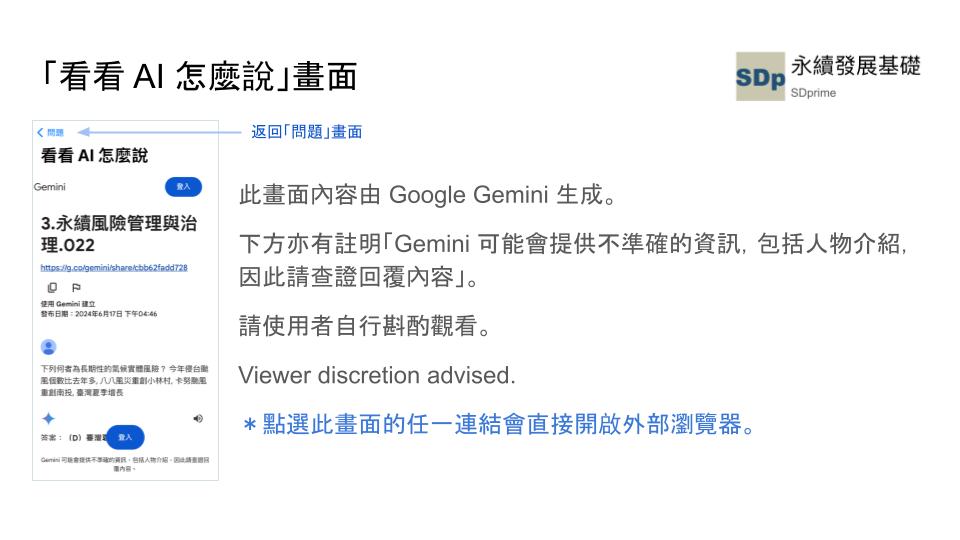 「看看 AI 怎麼說」畫面
SDp
永續發展基礎
SDprime
問題
返回「問題」畫面
看看 AI 怎麼說
Gemini
登入
3.永續風險管理與治
理.022
https://g.co/gemini/share/cbb62fadd728
使用 Gemini 建立
發布日期：2024年6月17日 下午04:46
下列何者為長期性的氣候實體風險？ 今年侵台颱
風個數比去年多, 八八風災重創小林村, 卡努颱風
重創南投, 臺灣夏季增長
答案： (D) 臺灣
登入
Gemini 可能會提供不準確的資訊，包括人物介紹，因此請查證回
覆內容。
此畫面內容由 Google Gemini 生成。
下方亦有註明「Gemini 可能會提供不準確的資訊, 包括人物介紹,
因此請查證回覆內容」。
請使用者自行斟酌觀看。
Viewer discretion advised.
＊點選此畫面的任一連結會直接開啟外部瀏覽器。